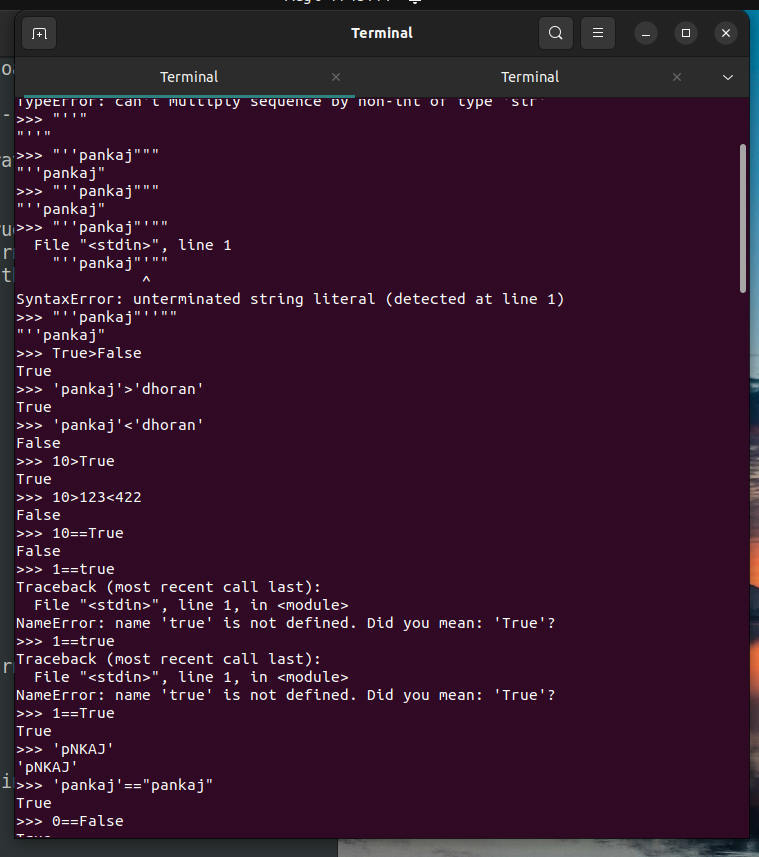 Terminal
Terminal
Terminal
TypeError: can't multiply sequence by non-int of type 'str'
>>> "''"
"''"
>>> "''pankaj"""
"''pankaj"
>>> "''pankaj"""
"''pankaj"
>>> "''pankaj"'""
  File "<stdin>", line 1
    "''pankaj"'""
              ^
SyntaxError: unterminated string literal (detected at line 1)
>>> "''pankaj"''""
"''pankaj"
>>> True>False
True
>>> 'pankaj'>'dhoran'
True
>>> 'pankaj'<'dhoran'
False
>>> 10>True
True
>>> 10>123<422
False
>>> 10==True
False
>>> 1==true
Traceback (most recent call last):
  File "<stdin>", line 1, in <module>
NameError: name 'true' is not defined. Did you mean: 'True'?
>>> 1==true
Traceback (most recent call last):
  File "<stdin>", line 1, in <module>
NameError: name 'true' is not defined. Did you mean: 'True'?
>>> 1==True
True
>>> 'pNKAJ'
'pNKAJ'
>>> 'pankaj'=="pankaj"
True
>>> 0==False
True